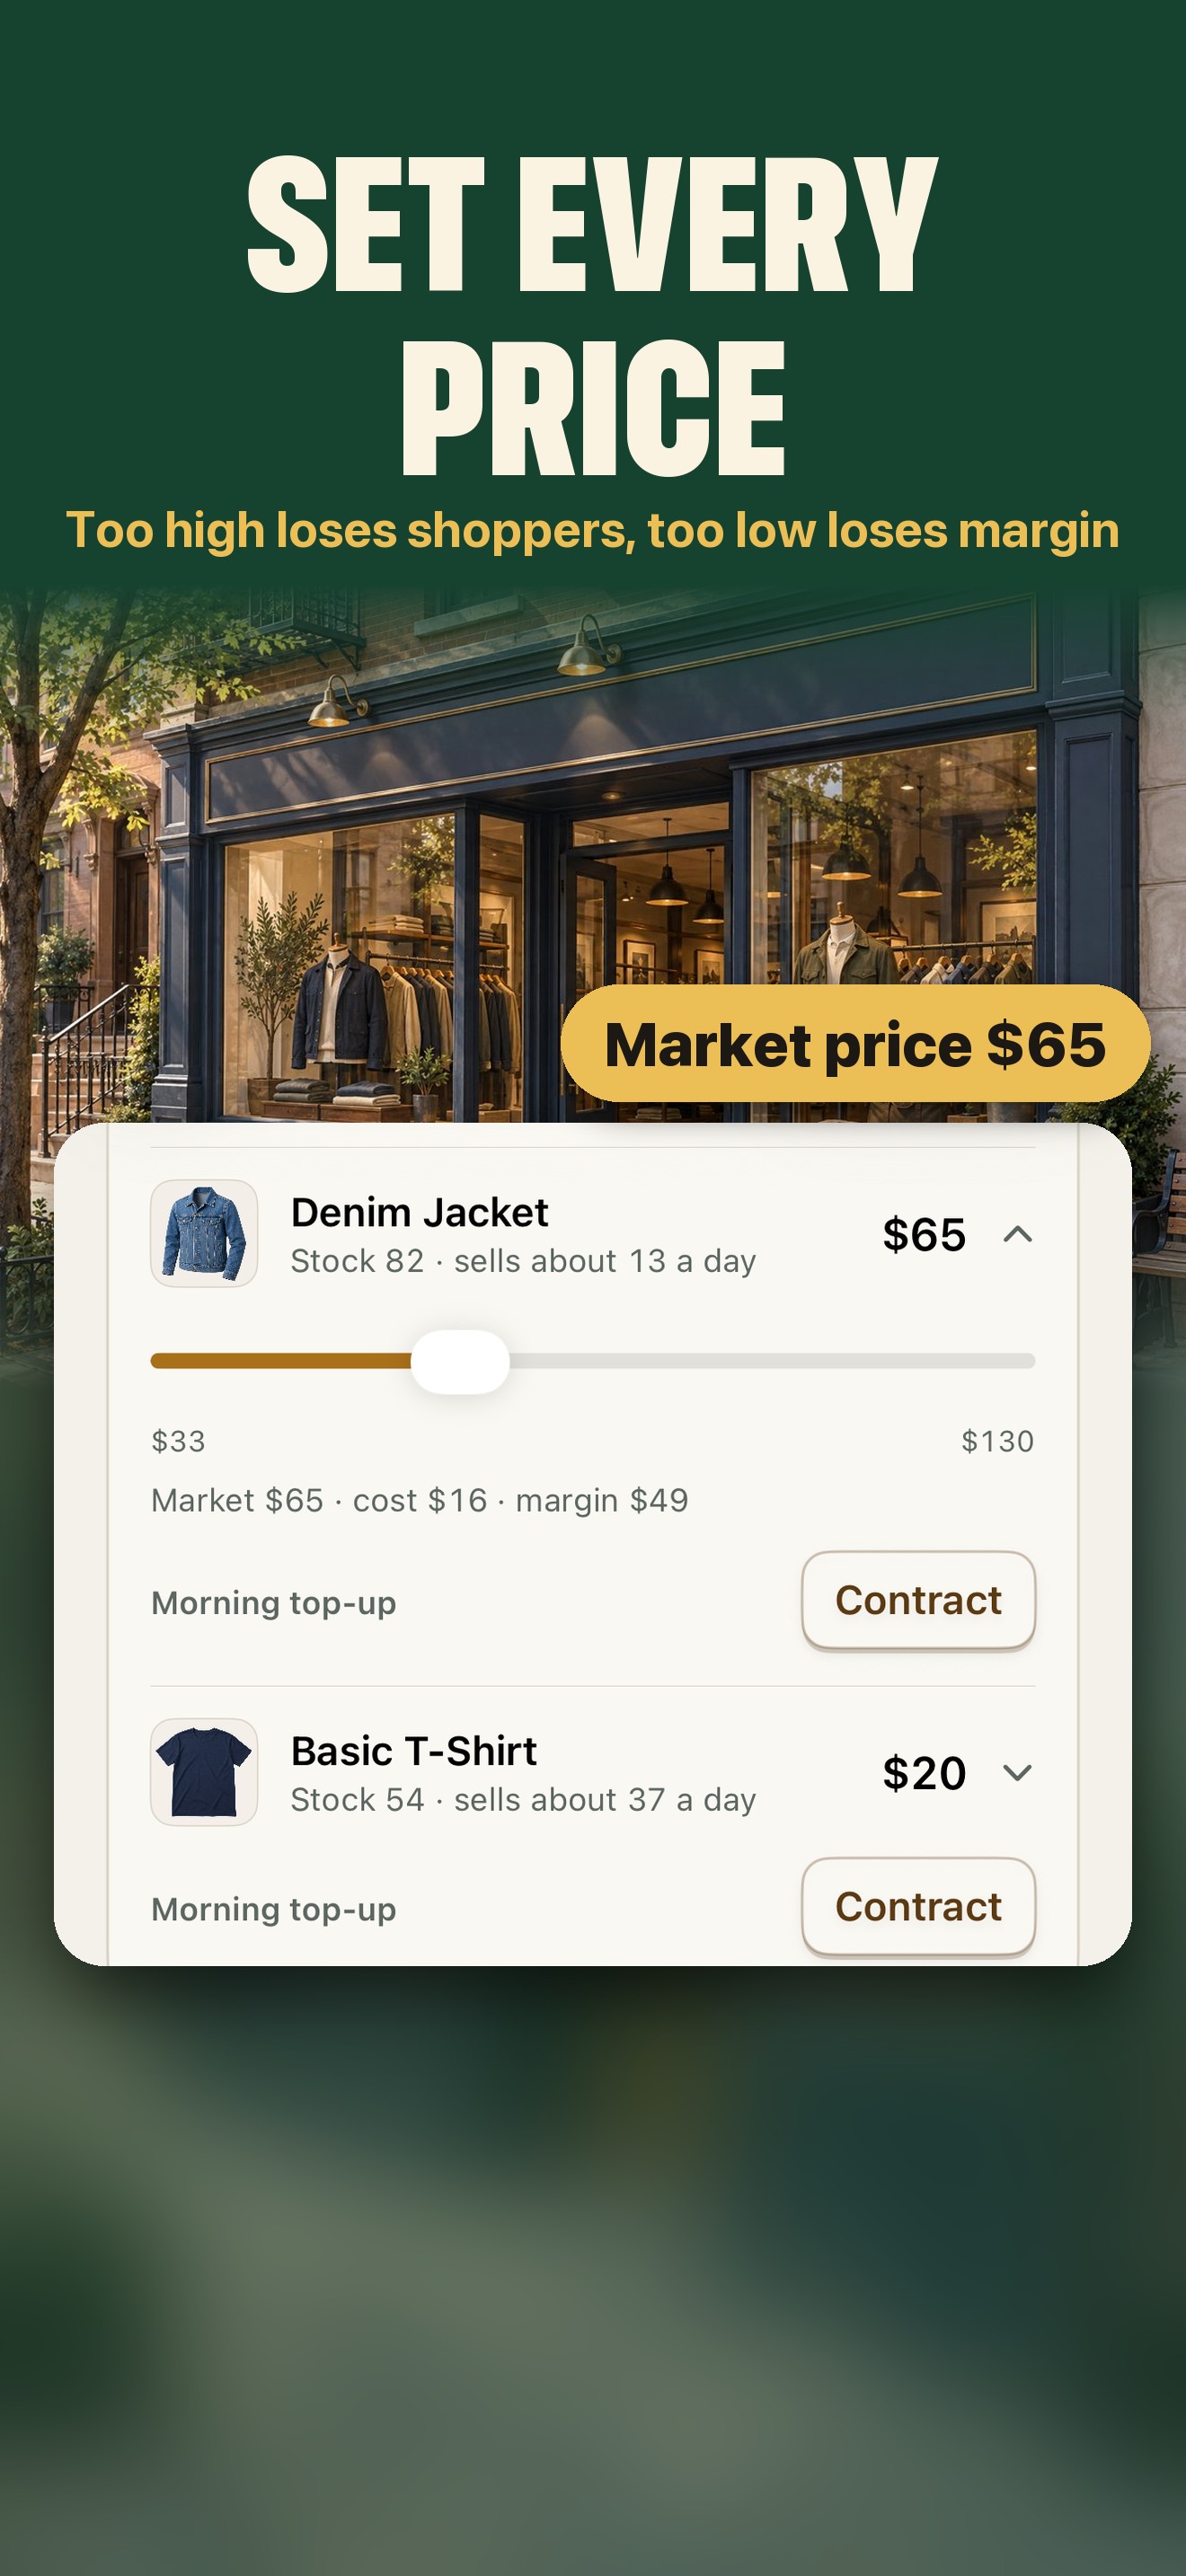 SET EVERY
PRICE
Too high loses shoppers, too low loses margin
Market price $65
Denim Jacket
$65
Stock 82 · sells about 13 a day
$33
$130
Market $65 · cost $16 · margin $49
Morning top-up
Contract
Basic T-Shirt
$20
Stock 54 · sells about 37 a day
Morning top-up
Contract